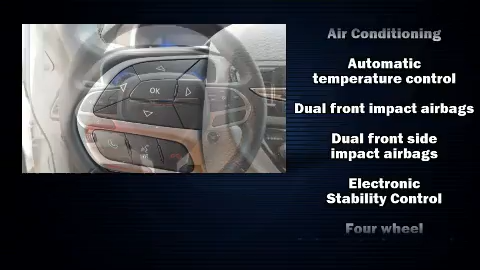 Air Conditioning
Automatic
temperature control
Dual front impact airbags
Dual front side
impact airbags
Electronic
Stability Control
Four wheel
OK